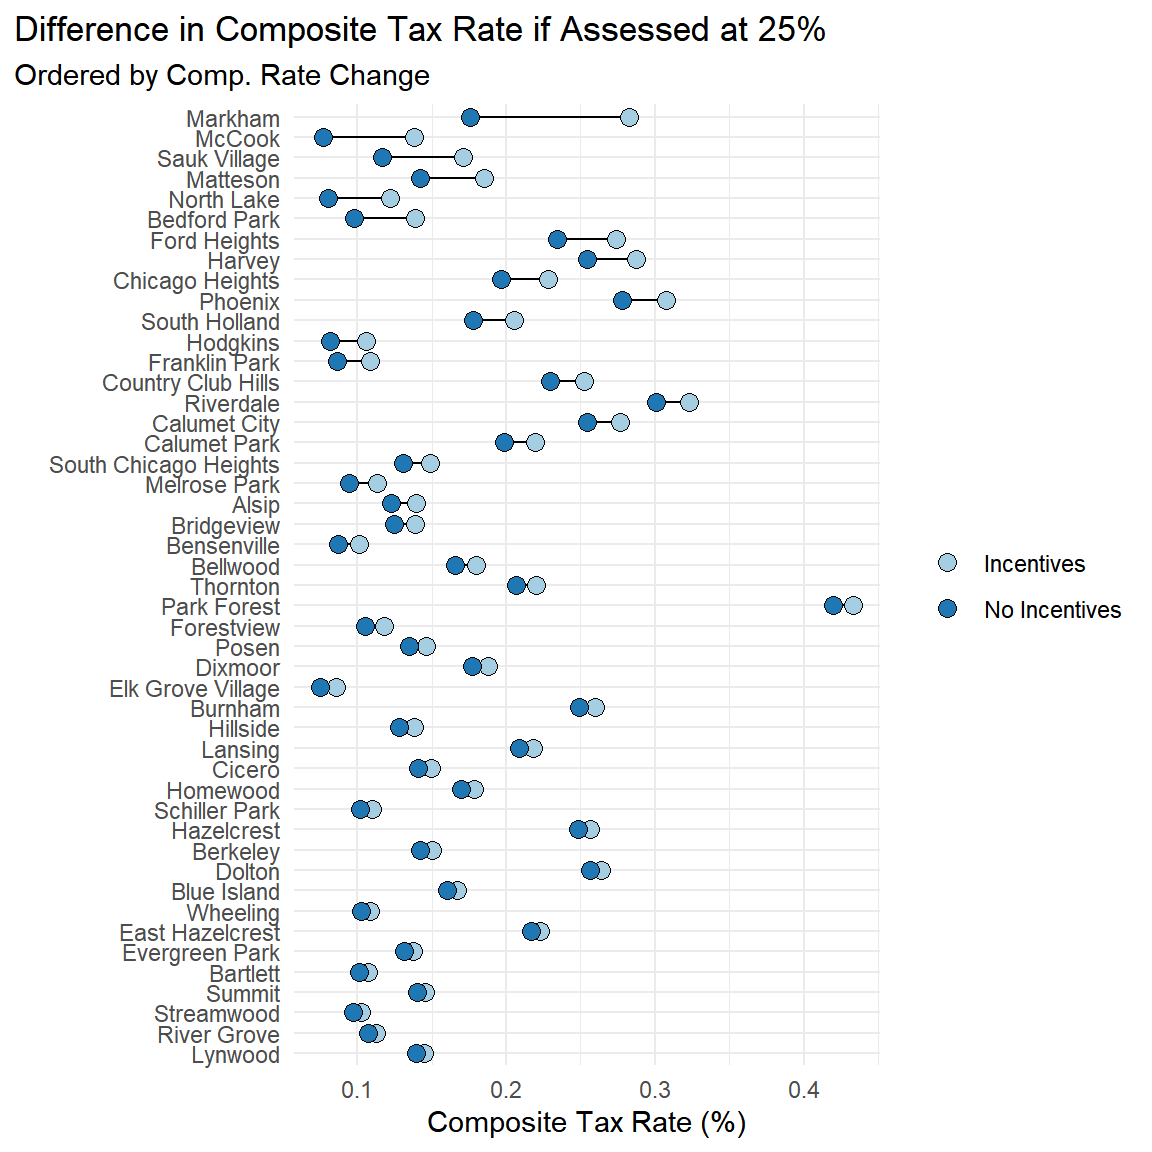 Difference in Composite Tax Rate if Assessed at 25%
Ordered by Comp. Rate Change
Markham
McCook
Sauk Village
Matteson
North Lake
Bedford Park
Ford Heights
Harvey
Chicago Heights
Phoenix
South Holland
Hodgkins
Franklin Park
Country Club Hills
Riverdale
Calumet City
Calumet Park
South Chicago Heights
Melrose Park
Alsip
Bridgeview
Bensenville
Bellwood
Thornton
Park Forest
Forestview
Posen
Dixmoor
Elk Grove Village
Burnham
Hillside
Lansing
Cicero
Homewood
Schiller Park
Hazelcrest
Berkeley
Dolton
Blue Island
Wheeling
East Hazelcrest
Evergreen Park
Bartlett
Summit
Streamwood
River Grove
Lynwood
0.1 0.2 0.3 0.4
Composite Tax Rate (%)
Incentives
No Incentives